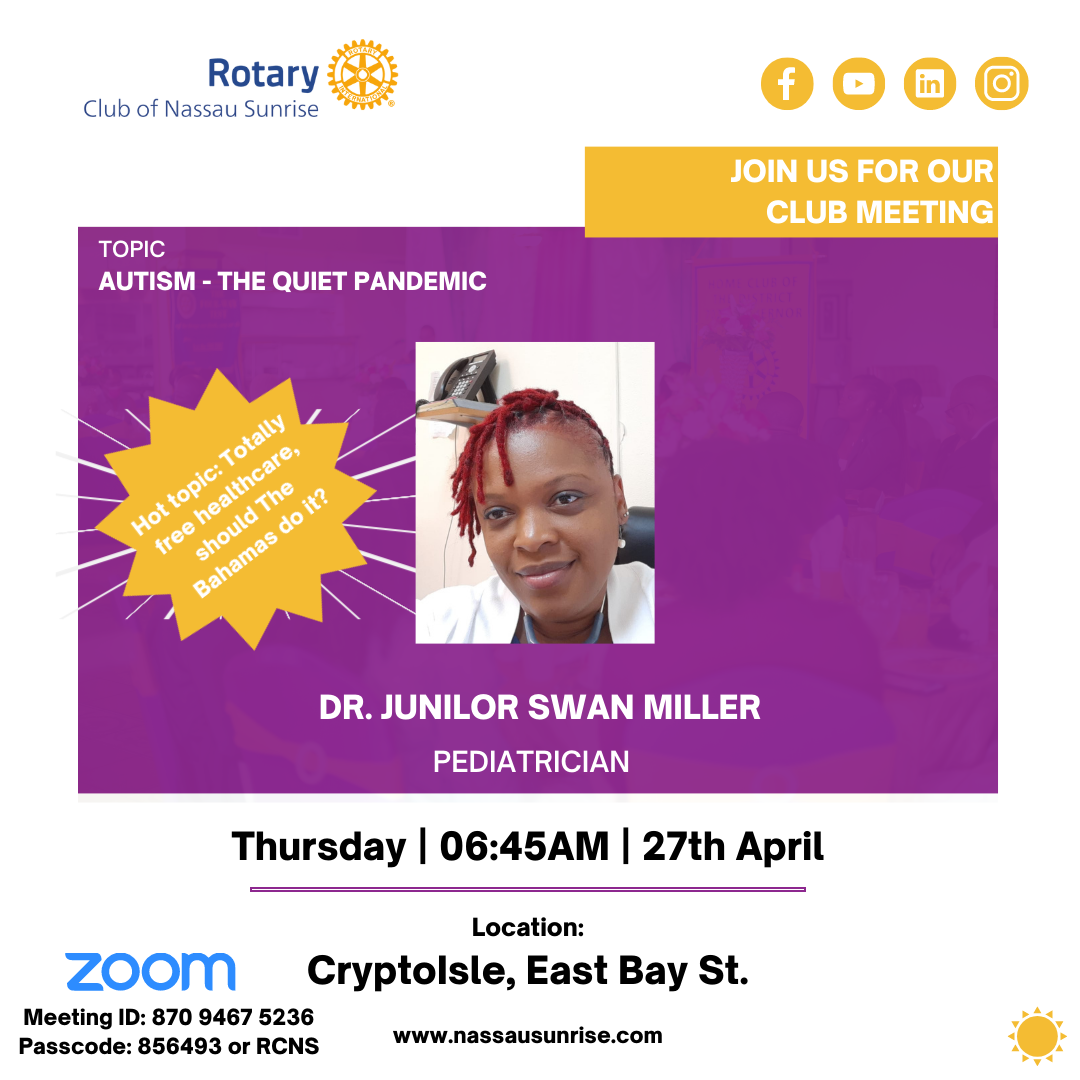 Rotary
Club of Nassau Sunrise
ROTARY
INTERNATIONAL
JOIN US FOR OUR
CLUB MEETING
TOPIC
AUTISM - THE QUIET PANDEMIC
Hot topic: Totally
free healthcare,
should The
Bahamas do it?
DR. JUNILOR SWAN MILLER
PEDIATRICIAN
Thursday | 06:45AM | 27th April
Location:
CryptoIsle, East Bay St.
zoom
Meeting ID: 870 9467 5236
Passcode: 856493 or RCNS
www.nassausunrise.com